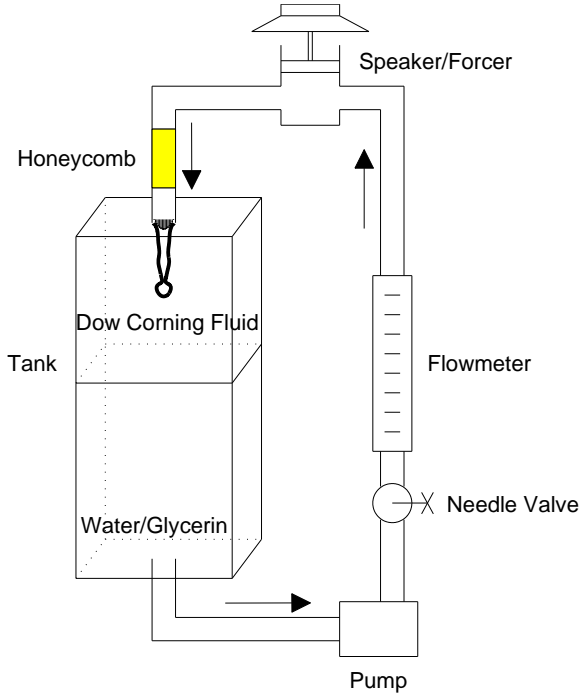 Speaker/Forcer
Honeycomb
Dow Corning Fluid
Tank
Flowmeter
Water/Glycerin
Needle Valve
Pump